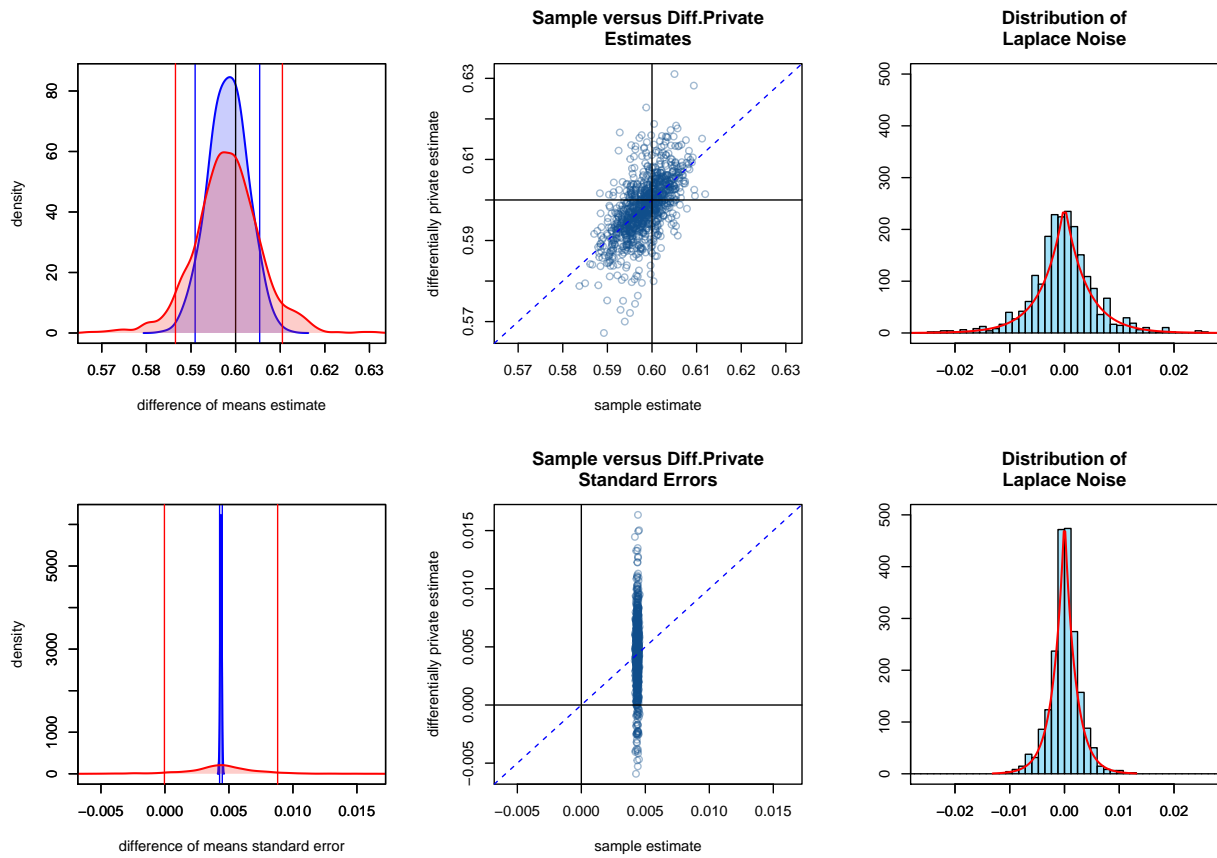 Sample versus Diff.Private
Estimates
Distribution of
Laplace Noise
density
0
20
40
60
80
0.57 0.58 0.59 0.60 0.61 0.62 0.63
difference of means estimate
differentially private estimate
0.57
0.59
0.61
0.63
0.57 0.58 0.59 0.60 0.61 0.62 0.63
sample estimate
0
100
200
300
400
500
−0.02 −0.01 0.00 0.01 0.02
Sample versus Diff.Private
Standard Errors
Distribution of
Laplace Noise
density
0
1000
3000
5000
−0.005 0.000 0.005 0.010 0.015
difference of means standard error
differentially private estimate
−0.005
0.000
0.005
0.010
0.015
−0.005 0.000 0.005 0.010 0.015
sample estimate
0
100
200
300
400
500
−0.02 −0.01 0.00 0.01 0.02